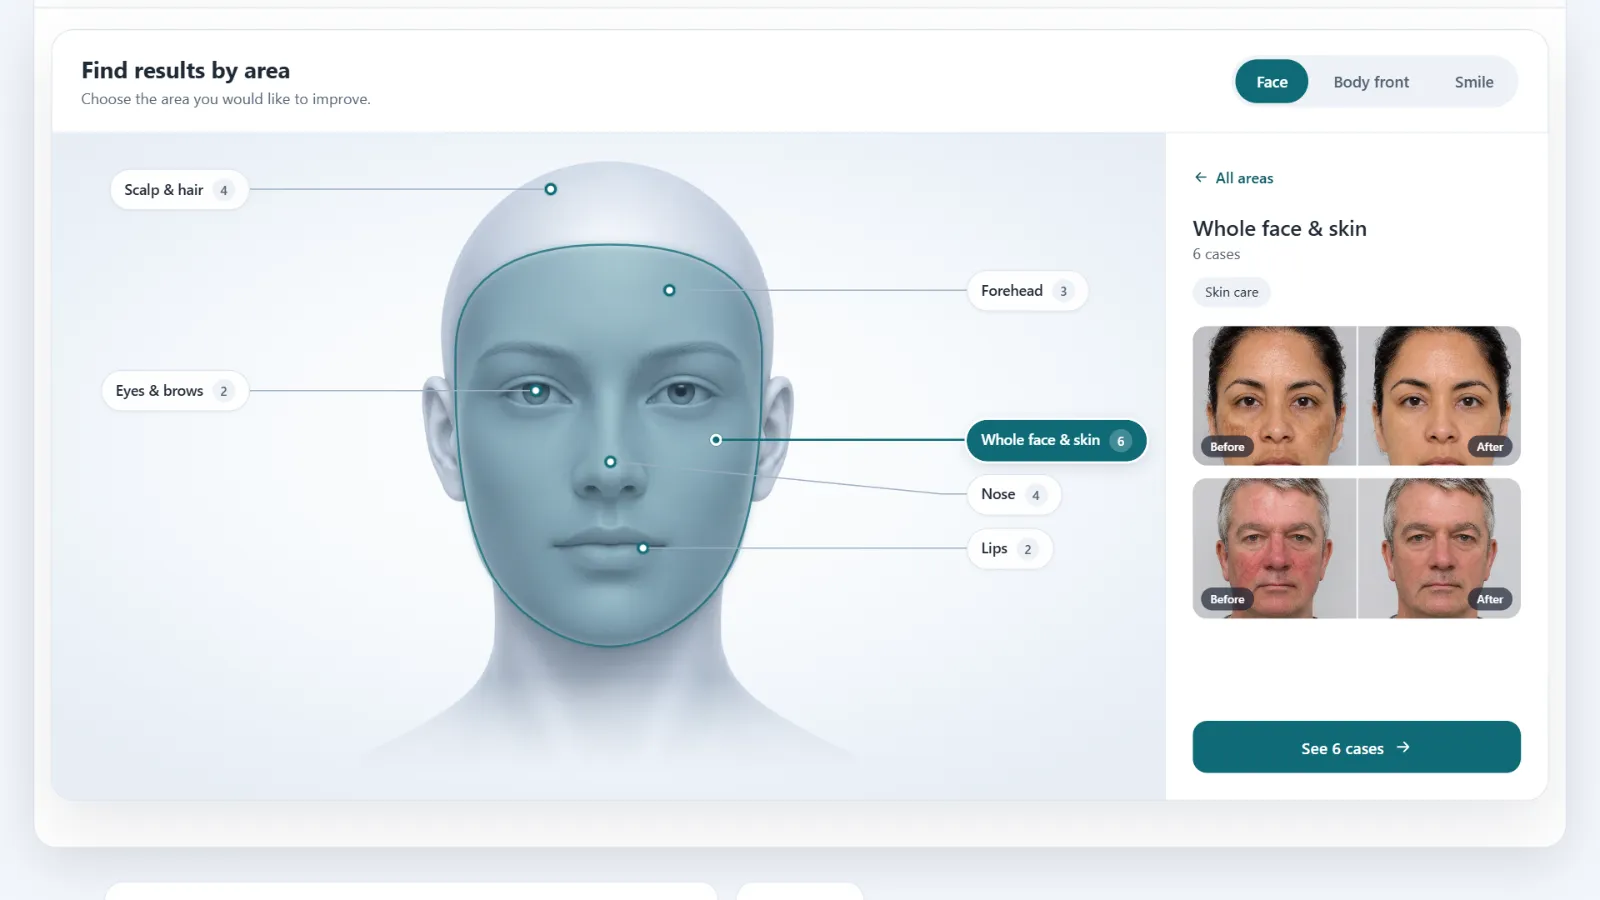 Find results by area
Choose the area you would like to improve.
Face
Body front
Smile
Scalp & hair 4
Forehead 3
Eyes & brows 2
Whole face & skin 6
Nose 4
Lips 2
← All areas
Whole face & skin
6 cases
Skin care
Before
After
Before
After
See 6 cases →